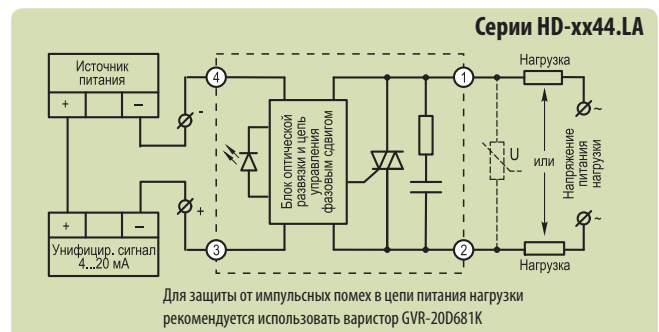 Серии HD-xx44.LA
Источник
питания
+ –
-
4
1
Нагрузка
~
Блок оптической
развязки и цепь
управления
фазовым сдвигом
U
или
Напряжение
питания
нагрузки
+
~
+ –
Унифицир. сигнал
4...20 мА
3
2
Нагрузка
Для защиты от импульсных помех в цепи питания нагрузки
рекомендуется использовать варистор GVR-20D681K